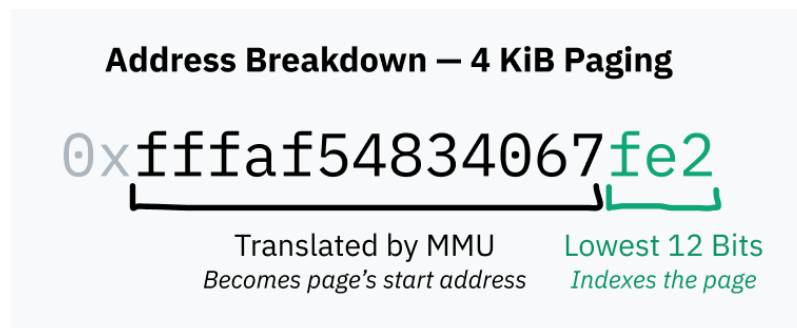 Address Breakdown — 4 KiB Paging
0xfffaf54834067fe2
Translated by MMU
Becomes page’s start address
Lowest 12 Bits
Indexes the page